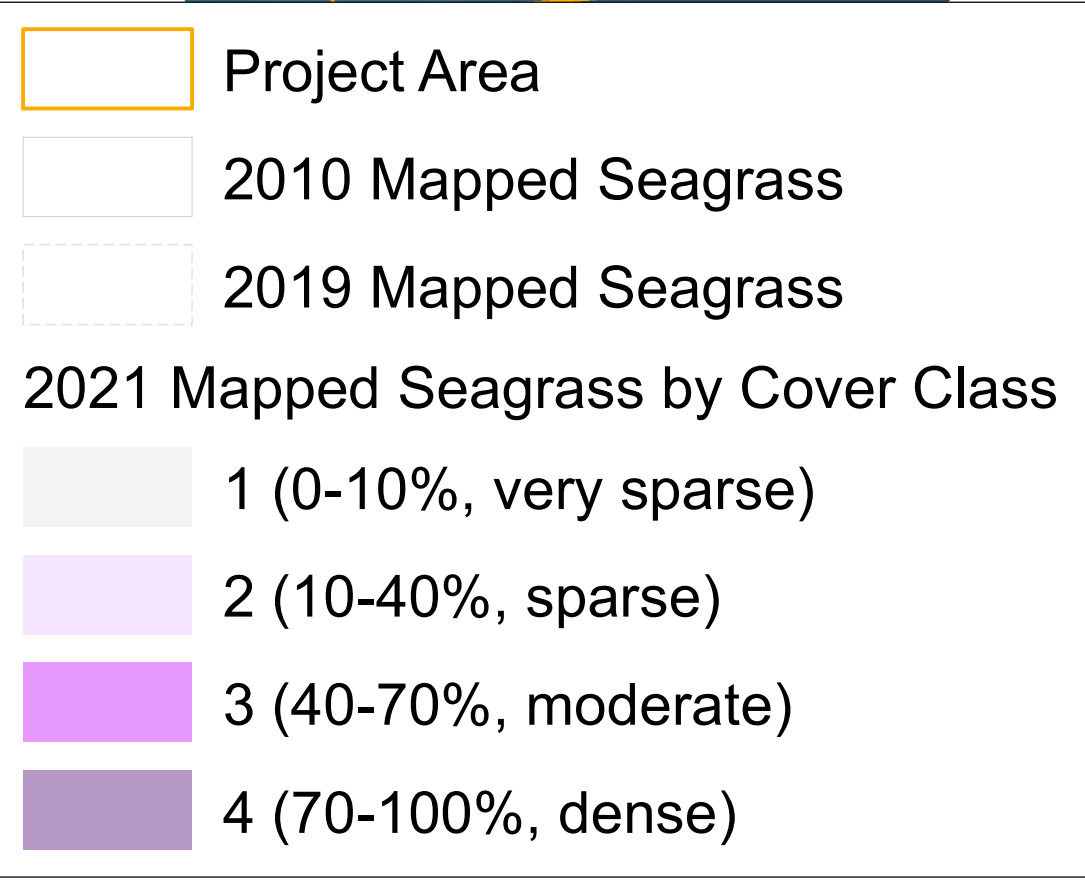 Project Area
2010 Mapped Seagrass
2019 Mapped Seagrass
2021 Mapped Seagrass by Cover Class
1 (0-10%, very sparse)
2 (10-40%, sparse)
3 (40-70%, moderate)
4 (70-100%, dense)